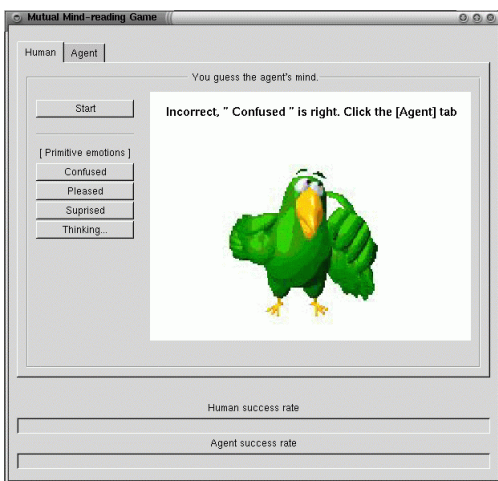 Mutual Mind-reading Game
Human Agent
You guess the agent's mind.
Start
Incorrect, " Confused " is right. Click the [Agent] tab
[ Primitive emotions ]
Confused
Pleased
Suprised
Thinking...
Human success rate
Agent success rate